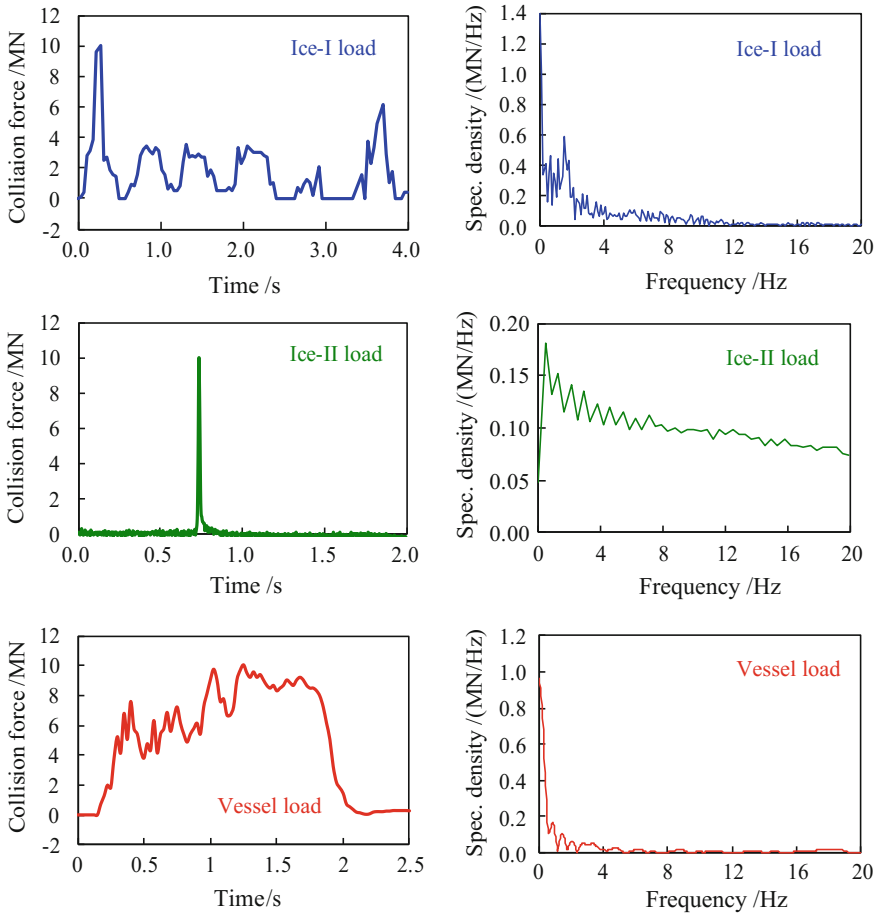 Ice-I load
Colliaion force /MN
12
10
8
6
4
2
0
-2
0.0 1.0 2.0 3.0 4.0
Time /s
Ice-I load
Spec. density /(MN/Hz)
1.4
1.2
1.0
0.8
0.6
0.4
0.2
0.0
0 4 8 12 16 20
Frequency /Hz
Ice-II load
Collision force /MN
12
10
8
6
4
2
0
-2
0.0 0.5 1.0 1.5 2.0
Time /s
Ice-II load
Spec. density /(MN/Hz)
0.20
0.15
0.10
0.05
0.00
0 4 8 12 16 20
Frequency /Hz
Collision force /MN
12
10
8
6
4
2
0
-2
Vessel load
0 0.5 1 1.5 2 2.5
Time/s
Vessel load
Spec. density /(MN/Hz)
1.2
1.0
0.8
0.6
0.4
0.2
0.0
0 4 8 12 16 20
Frequency /Hz